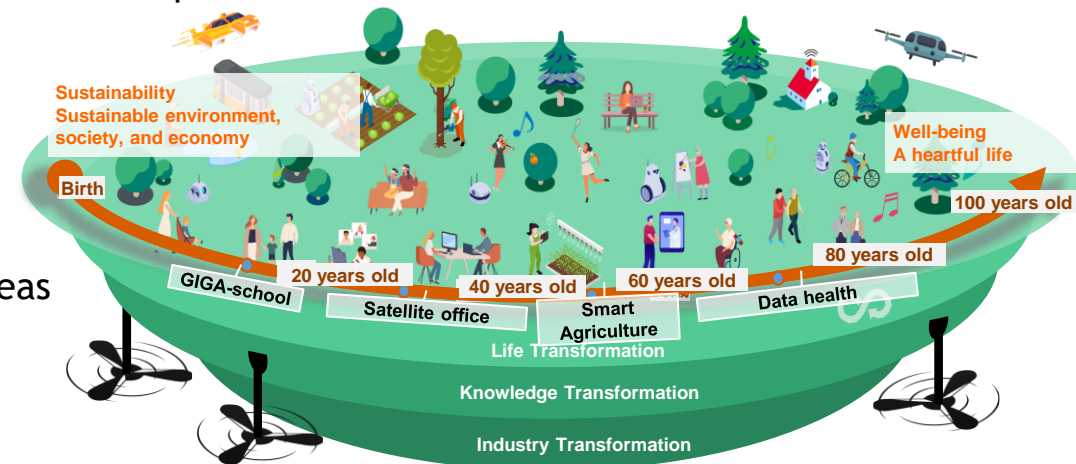 Sustainability
Sustainable environment,
society, and economy
Well-being
A heartful life
Birth
100 years old
80 years old
60 years old
40 years old
20 years old
GIGA-school
Satellite office
Smart
Agriculture
Data health
eas
Life Transformation
Knowledge Transformation
Industry Transformation